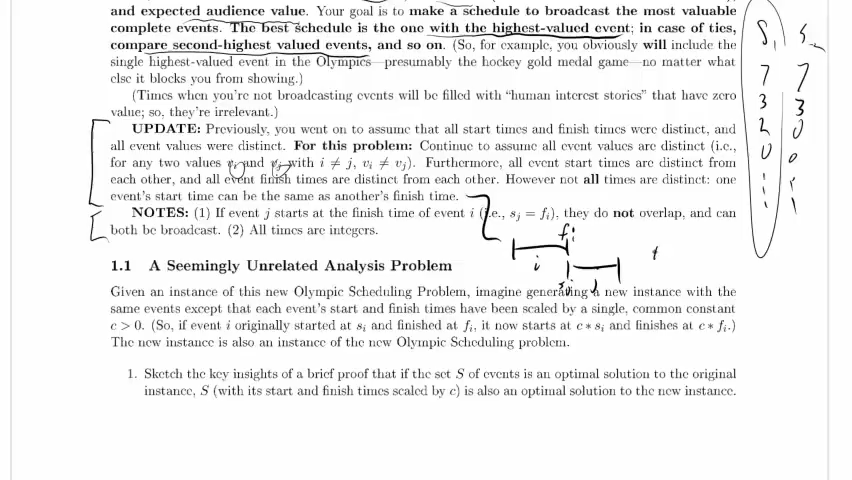 and expected audience value. Your goal is to make a schedule to broadcast the most valuable
complete events. The best schedule is the one with the highest-valued event; in case of ties,
compare second-highest valued events, and so on. (So, for example, you obviously will include the
single highest-valued event in the Olympics—presumably the hockey gold medal game—no matter what
else it blocks you from showing.)
(Times when you're not broadcasting events will be filled with "human interest stories" that have zero
value; so, they're irrelevant.)
UPDATE: Previously, you went on to assume that all start times and finish times were distinct, and
all event values were distinct. For this problem: Continue to assume all event values are distinct (i.e.,
for any two values vᵢ and vⱼ with i ≠ j, vᵢ ≠ vⱼ). Furthermore, all event start times are distinct from
each other, and all event finish times are distinct from each other. However not all times are distinct: one
event's start time can be the same as another's finish time.
NOTES: (1) If event j starts at the finish time of event i (i.e., sⱼ = fᵢ), they do not overlap, and can
both be broadcast. (2) All times are integers.
fi
i
j
t
1.1 A Seemingly Unrelated Analysis Problem
Given an instance of this new Olympic Scheduling Problem, imagine generating a new instance with the
same events except that each event's start and finish times have been scaled by a single, common constant
c > 0. (So, if event i originally started at sᵢ and finished at fᵢ, it now starts at c ∗ sᵢ and finishes at c ∗ fᵢ.)
The new instance is also an instance of the new Olympic Scheduling problem.
1. Sketch the key insights of a brief proof that if the set S of events is an optimal solution to the original
instance, S (with its start and finish times scaled by c) is also an optimal solution to the new instance.
S₁ S₂
7 7
3 3
2 0
0 0